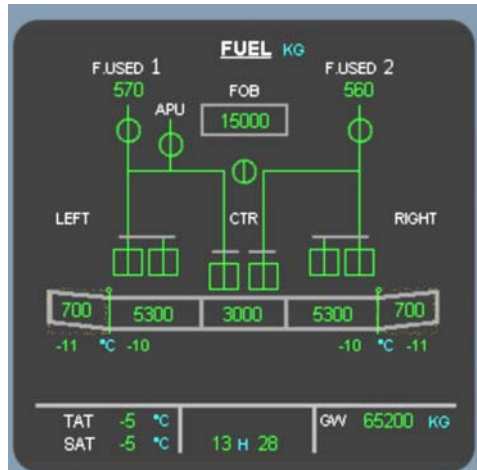 FUEL KG
F.USED 1 F.USED 2
570 FOB 560
APU 15000
LEFT CTR RIGHT
700 5300 3000 5300 700
-11 °C -10 -10 °C -11
TAT -5 °C GW 65200 KG
SAT -5 °C 13 H 28